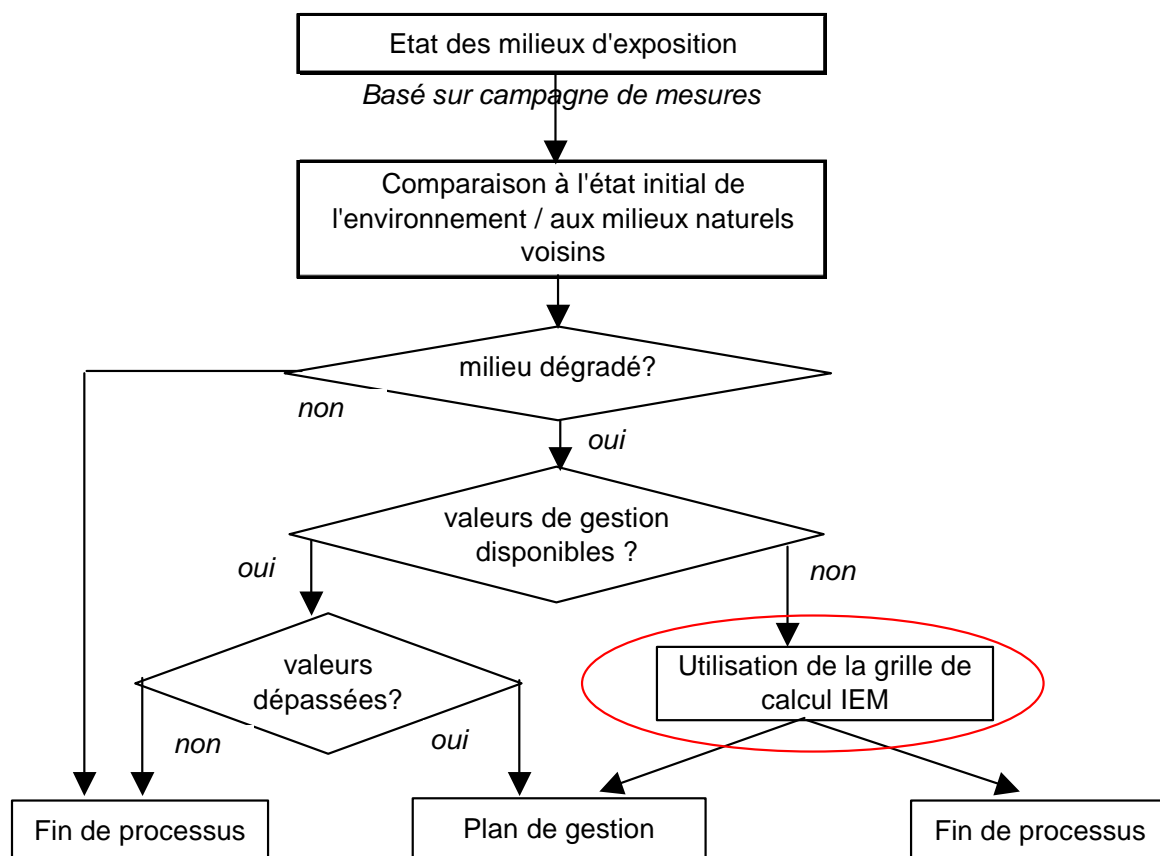 Etat des milieux d'exposition
Basé sur campagne de mesures
Comparaison à l'état initial de
l'environnement / aux milieux naturels
voisins
milieu dégradé?
non
oui
valeurs de gestion
disponibles ?
oui
non
valeurs
dépassées?
Utilisation de la grille de
calcul IEM
non
oui
Fin de processus
Plan de gestion
Fin de processus